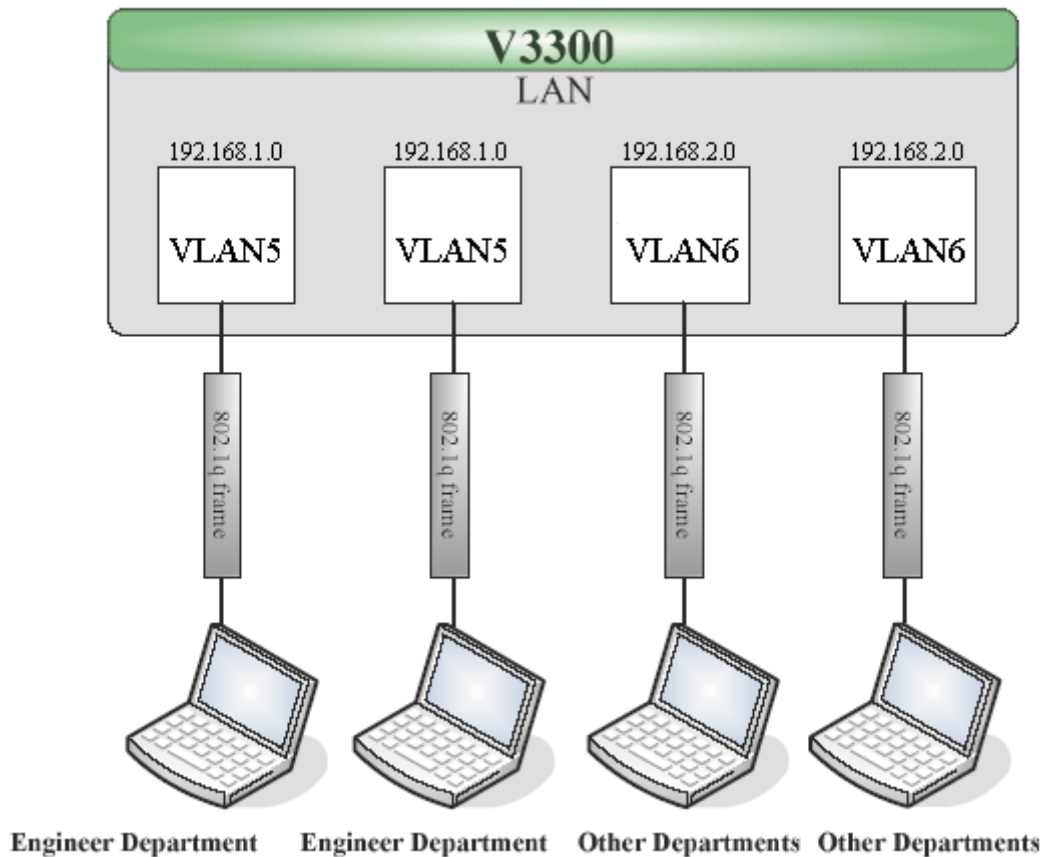 V3300
LAN
192.168.1.0 192.168.1.0 192.168.2.0 192.168.2.0
VLAN5 VLAN5 VLAN6 VLAN6
802.1q frame 802.1q frame 802.1q frame 802.1q frame
Engineer Department Engineer Department Other Departments Other Departments